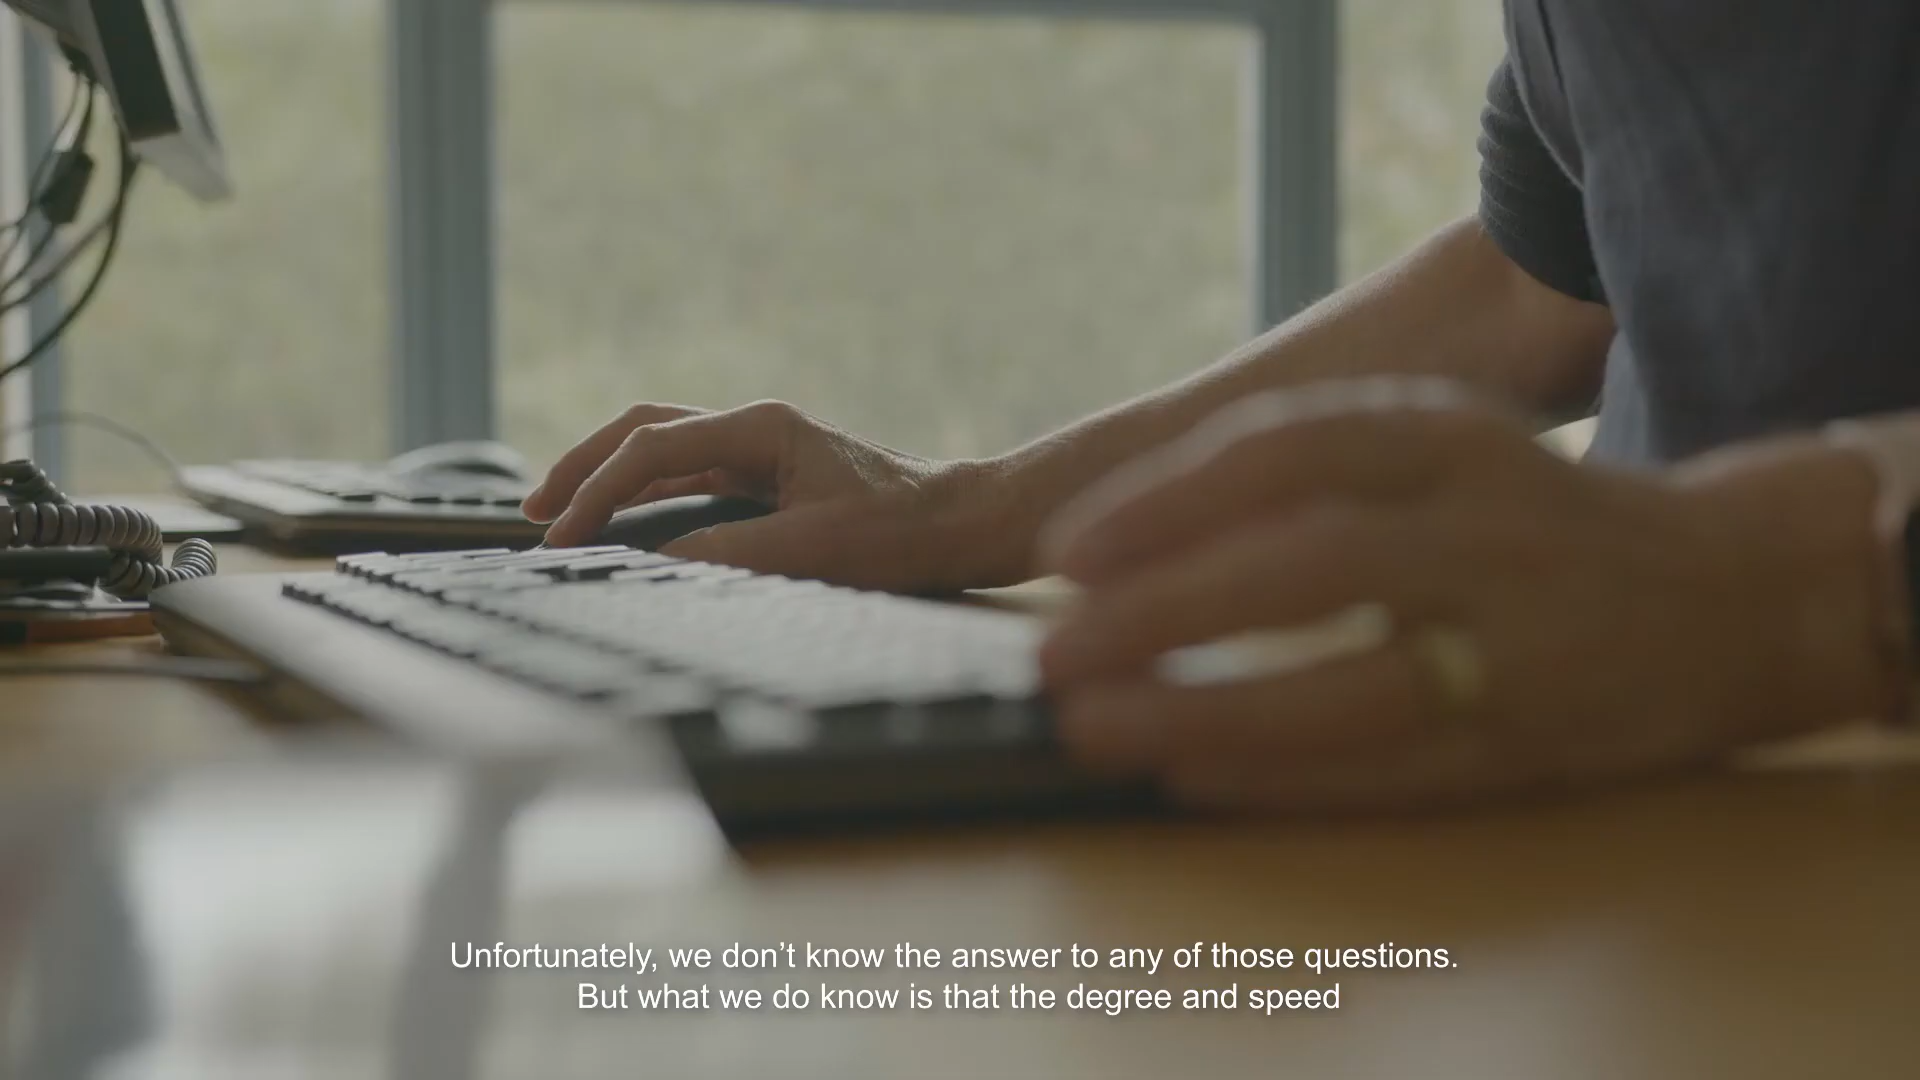 Unfortunately, we don’t know the answer to any of those questions.
But what we do know is that the degree and speed